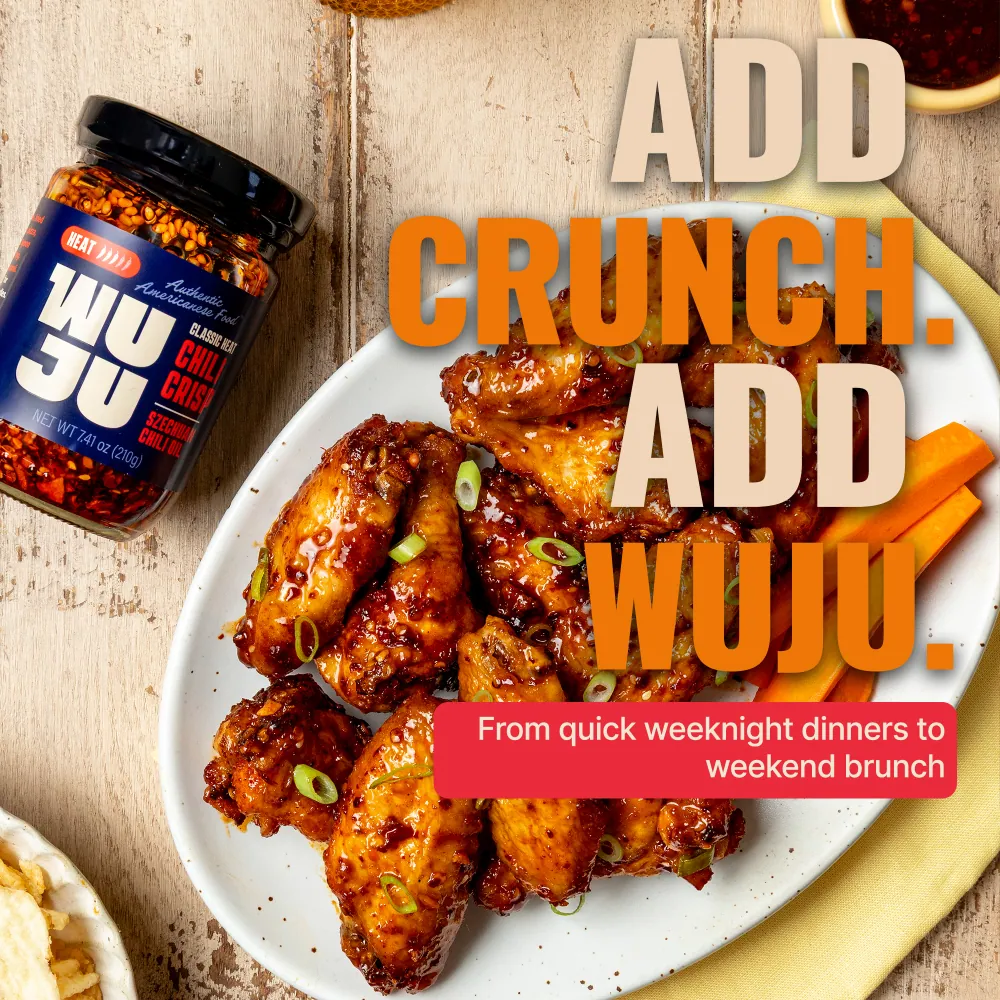 ADD
CRUNCH.
ADD
WUJU.
From quick weeknight dinners to
weekend brunch
HEAT
Authentic
Americanese Food
WU
JU
CLASSIC HEAT
CHILI
CRISP
SZECHUAN
CHILI OIL
NET WT 7.41 oz (210g)